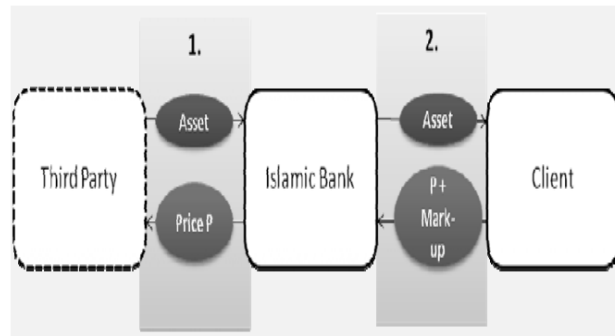 1.
2.
Third Party
Asset
Price P
Islamic Bank
Asset
P +
Mark-
up
Client